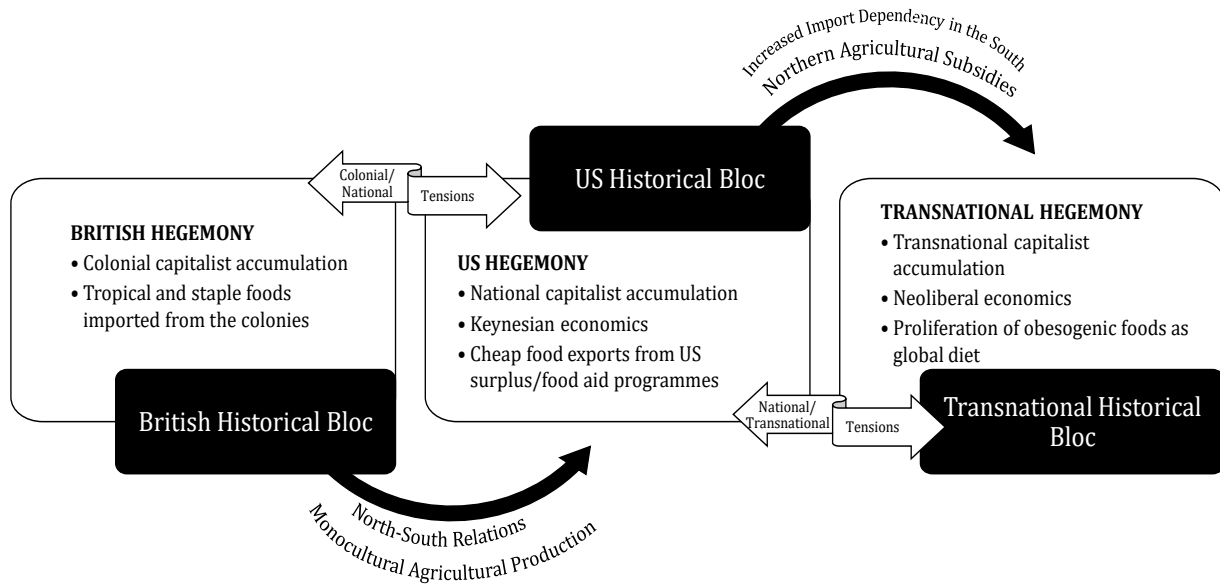 Increased Import Dependency in the South
Northern Agricultural Subsidies
Colonial/
National
Tensions
US Historical Bloc
BRITISH HEGEMONY
• Colonial capitalist accumulation
• Tropical and staple foods
imported from the colonies
British Historical Bloc
US HEGEMONY
• National capitalist accumulation
• Keynesian economics
• Cheap food exports from US
surplus/food aid programmes
TRANSNATIONAL HEGEMONY
• Transnational capitalist
accumulation
• Neoliberal economics
• Proliferation of obesogenic foods as
global diet
National/
Transnational
Tensions
Transnational Historical
Bloc
North-South Relations
Monocultural Agricultural Production